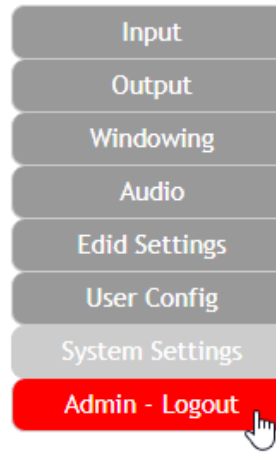 Input
Output
Windowing
Audio
Edid Settings
User Config
System Settings
Admin - Logout